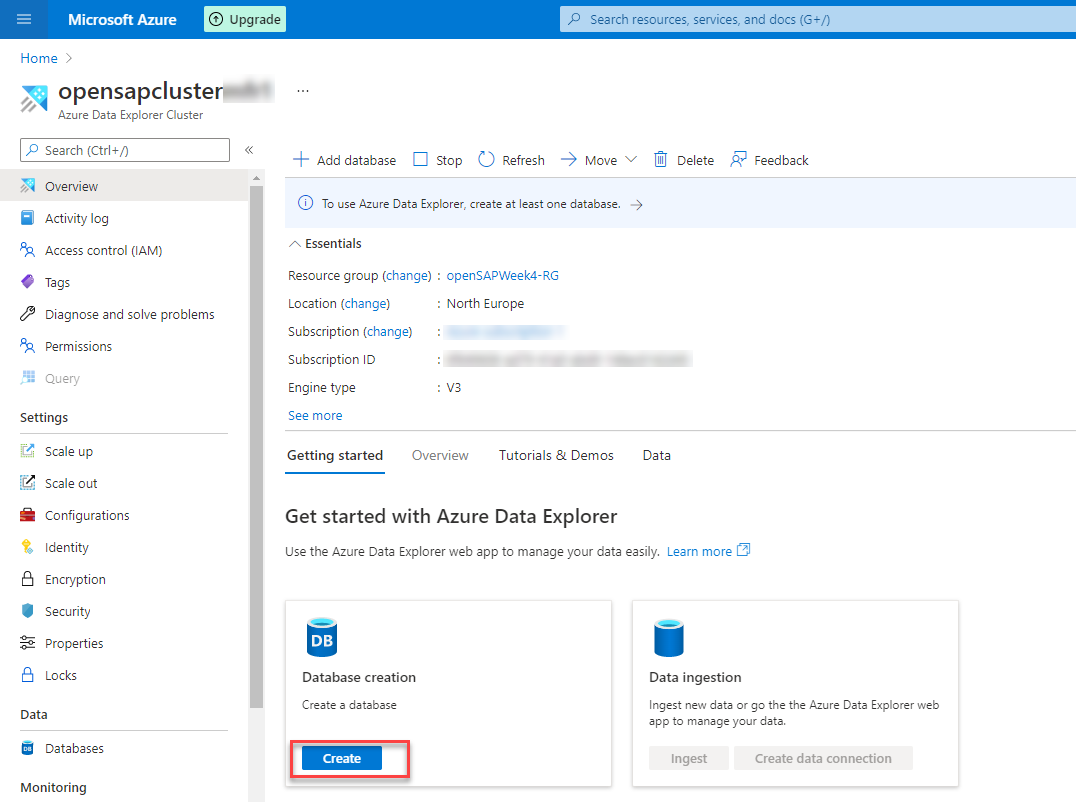 Microsoft Azure
Upgrade
Search resources, services, and docs (G+/)
Home
opensapcluster
...
Azure Data Explorer Cluster
Search (Ctrl+/)
«
Overview
Activity log
Access control (IAM)
Tags
Diagnose and solve problems
Permissions
Query
Settings
Scale up
Scale out
Configurations
Identity
Encryption
Security
Properties
Locks
Data
Databases
Monitoring
Add database Stop Refresh Move Delete Feedback
To use Azure Data Explorer, create at least one database. →
Essentials
Resource group (change) : openSAPWeek4-RG
Location (change) : North Europe
Subscription (change) :
Subscription ID :
Engine type : V3
See more
Getting started Overview Tutorials & Demos Data
Get started with Azure Data Explorer
Use the Azure Data Explorer web app to manage your data easily. Learn more
DB
Database creation
Create a database
Create
Data ingestion
Ingest new data or go the the Azure Data Explorer web
app to manage your data.
Ingest Create data connection